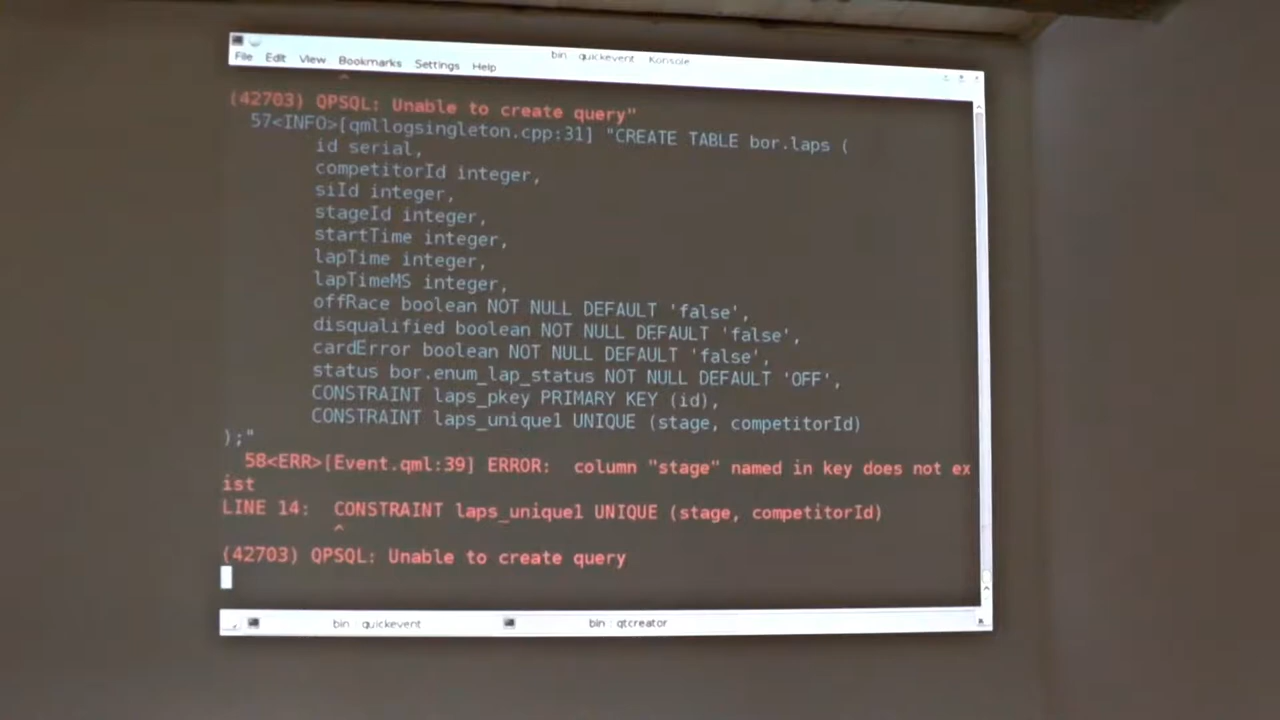 bin : quickevent Konsole
File Edit View Bookmarks Settings Help
^
(42703) QPSQL: Unable to create query"
57<INFO>[qmllogsingleton.cpp:31] "CREATE TABLE bor.laps (
id serial,
competitorId integer,
siId integer,
stageId integer,
startTime integer,
lapTime integer,
lapTimeMS integer,
offRace boolean NOT NULL DEFAULT 'false',
disqualified boolean NOT NULL DEFAULT 'false',
cardError boolean NOT NULL DEFAULT 'false',
status bor.enum_lap_status NOT NULL DEFAULT 'OFF',
CONSTRAINT laps_pkey PRIMARY KEY (id),
CONSTRAINT laps_unique1 UNIQUE (stage, competitorId)
);"
58<ERR>[Event.qml:39] ERROR:  column "stage" named in key does not ex
ist
LINE 14:  CONSTRAINT laps_unique1 UNIQUE (stage, competitorId)
^
(42703) QPSQL: Unable to create query
bin : quickevent bin : qtcreator